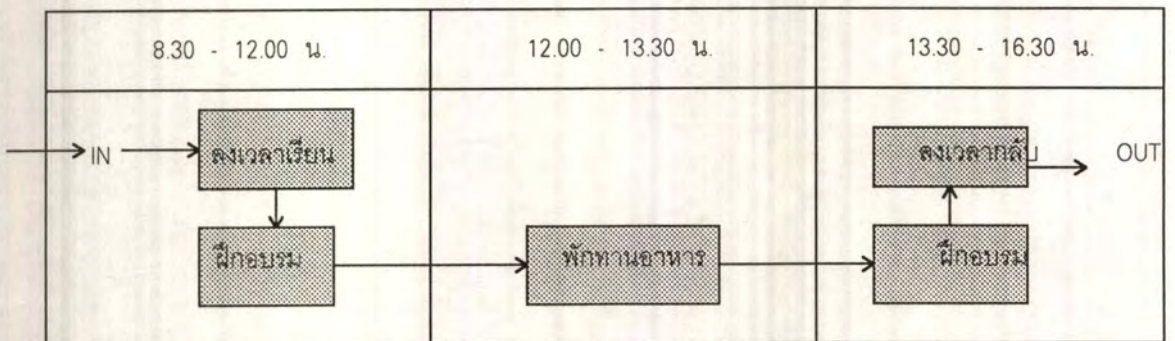 8.30 - 12.00 น.
12.00 - 13.30 น.
13.30 - 16.30 น.
IN
ลงเวลาเรียน
ลงเวลากลับ
OUT
ฝึกอบรม
พักทานอาหาร
ฝึกอบรม